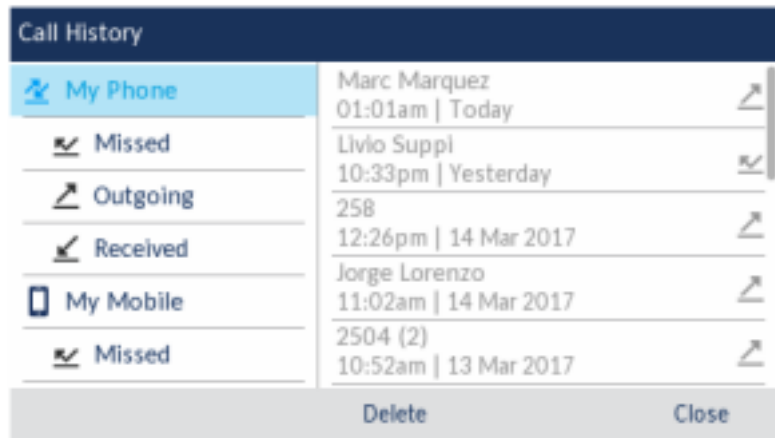 Call History
My Phone
Missed
Outgoing
Received
My Mobile
Missed
Marc Marquez
01:01am | Today
Livio Suppi
10:33pm | Yesterday
258
12:26pm | 14 Mar 2017
Jorge Lorenzo
11:02am | 14 Mar 2017
2504 (2)
10:52am | 13 Mar 2017
Delete
Close